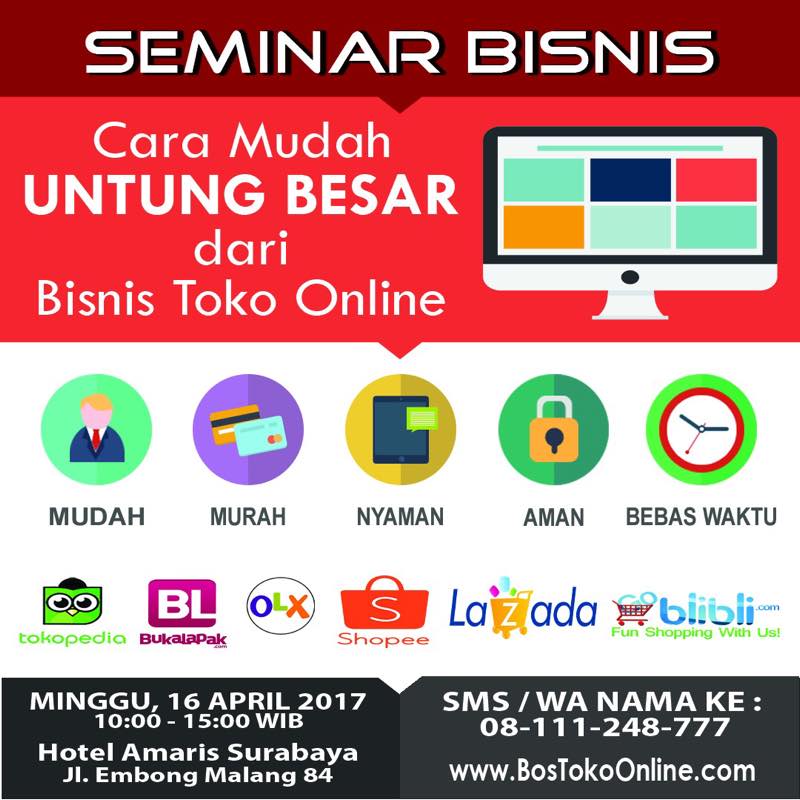 SEMINAR BISNIS
Cara Mudah
UNTUNG BESAR
dari
Bisnis Toko Online
MUDAH
MURAH
NYAMAN
AMAN
BEBAS WAKTU
tokopedia
BL
BUKALAPAK
.com
OLX
S
Shopee
Lazada
blibli.com
Fun Shopping With Us!
MINGGU, 16 APRIL 2017
10:00 - 15:00 WIB
Hotel Amaris Surabaya
Jl. Embong Malang 84
SMS / WA NAMA KE :
08-111-248-777
www.BosTokoOnline.com